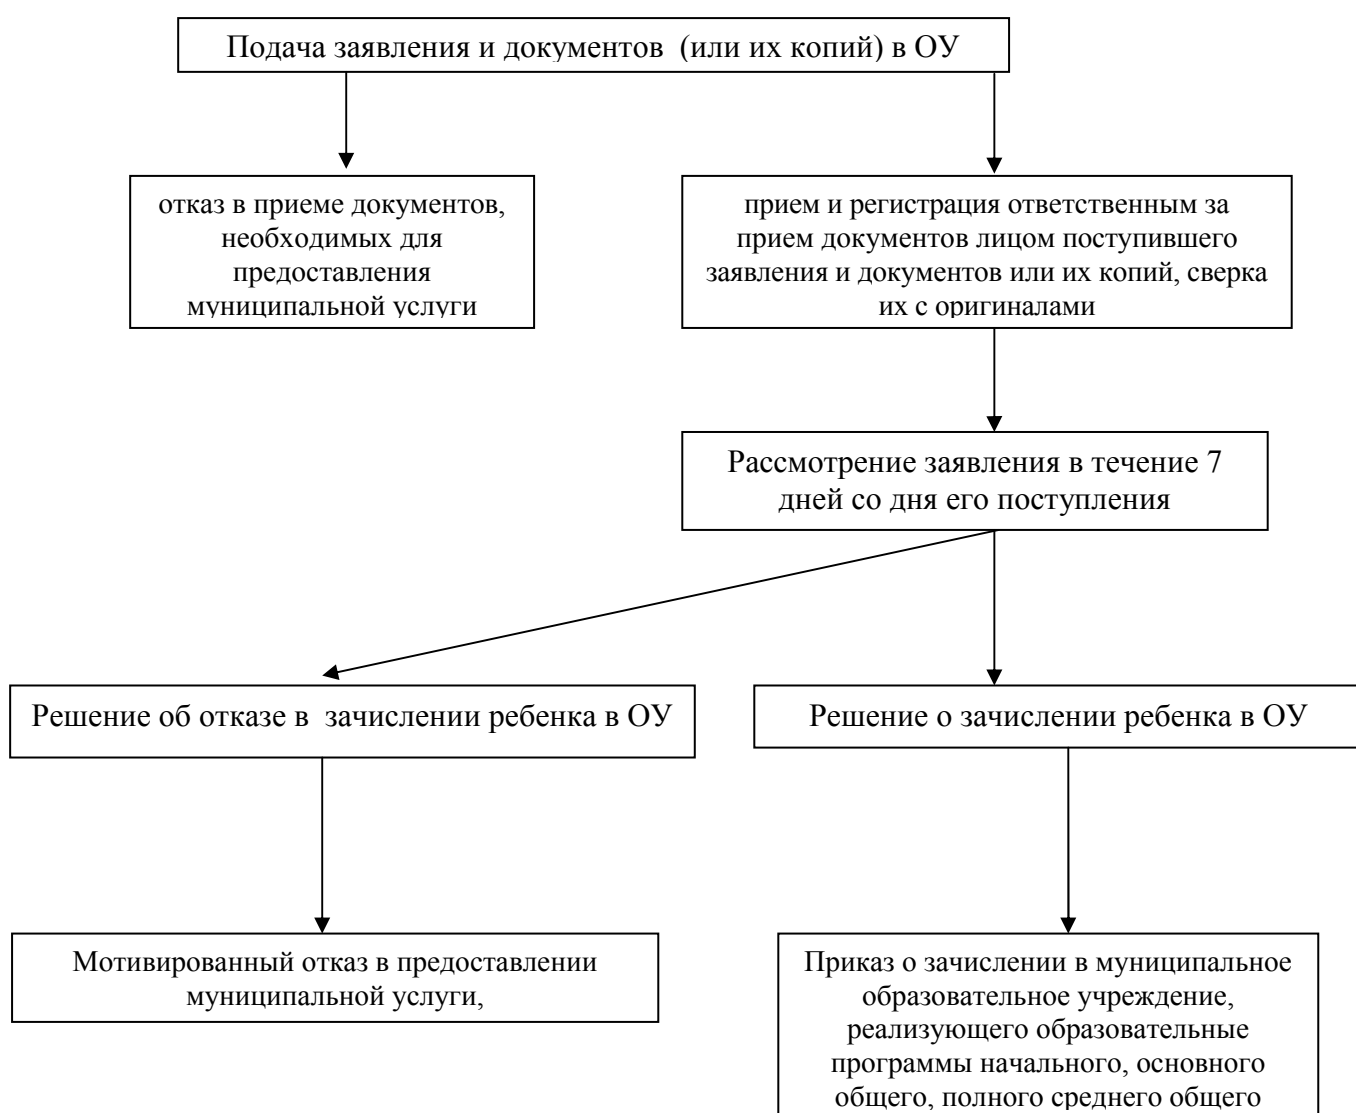 Подача заявления и документов (или их копий) в ОУ
отказ в приеме документов,
необходимых для
предоставления
муниципальной услуги
прием и регистрация ответственным за
прием документов лицом поступившего
заявления и документов или их копий, сверка
их с оригиналами
Рассмотрение заявления в течение 7
дней со дня его поступления
Решение об отказе в зачислении ребенка в ОУ
Решение о зачислении ребенка в ОУ
Мотивированный отказ в предоставлении
муниципальной услуги,
Приказ о зачислении в муниципальное
образовательное учреждение,
реализующего образовательные
программы начального, основного
общего, полного среднего общего